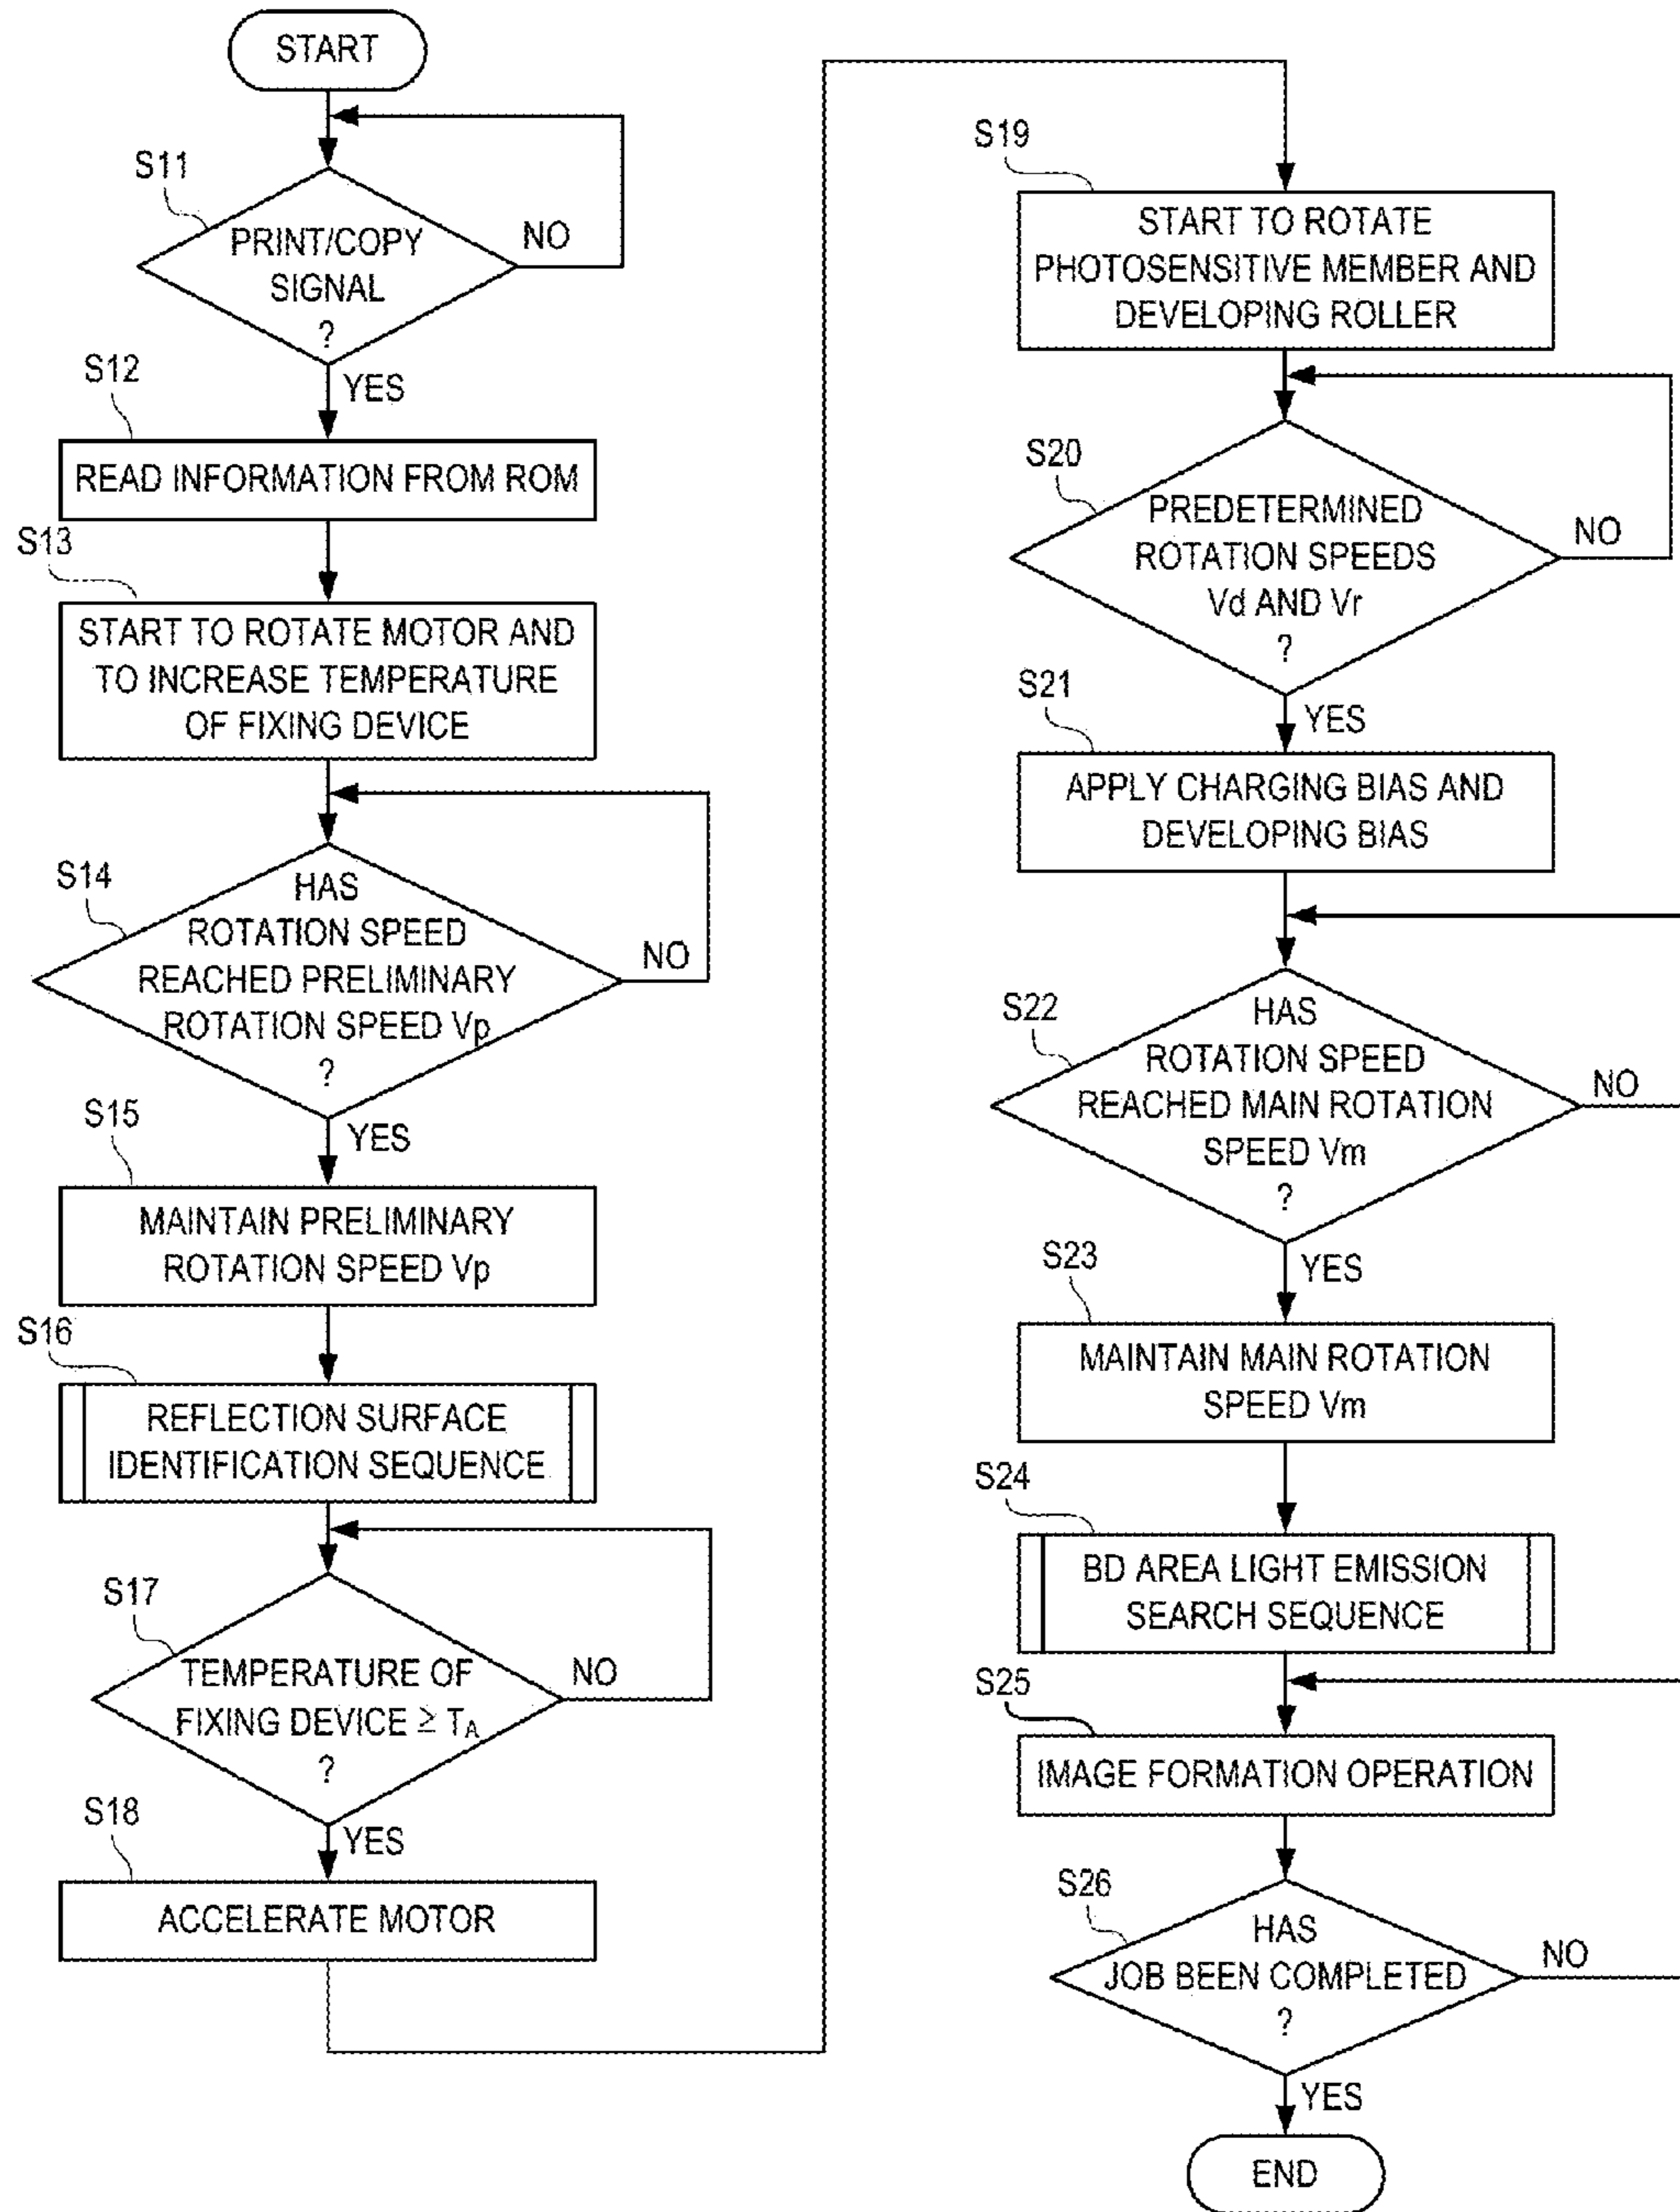 START
S11
PRINT/COPY
SIGNAL
?
NO
YES
S12
READ INFORMATION FROM ROM
S13
START TO ROTATE MOTOR AND
TO INCREASE TEMPERATURE
OF FIXING DEVICE
S14
HAS
ROTATION SPEED
REACHED PRELIMINARY
ROTATION SPEED Vp
?
NO
YES
S15
MAINTAIN PRELIMINARY
ROTATION SPEED Vp
S16
REFLECTION SURFACE
IDENTIFICATION SEQUENCE
S17
TEMPERATURE OF
FIXING DEVICE ≥ TA
?
NO
YES
S18
ACCELERATE MOTOR
S19
START TO ROTATE
PHOTOSENSITIVE MEMBER AND
DEVELOPING ROLLER
S20
PREDETERMINED
ROTATION SPEEDS
Vd AND Vr
?
NO
YES
S21
APPLY CHARGING BIAS AND
DEVELOPING BIAS
S22
HAS
ROTATION SPEED
REACHED MAIN ROTATION
SPEED Vm
?
NO
YES
S23
MAINTAIN MAIN ROTATION
SPEED Vm
S24
BD AREA LIGHT EMISSION
SEARCH SEQUENCE
S25
IMAGE FORMATION OPERATION
S26
HAS
JOB BEEN COMPLETED
?
NO
YES
END